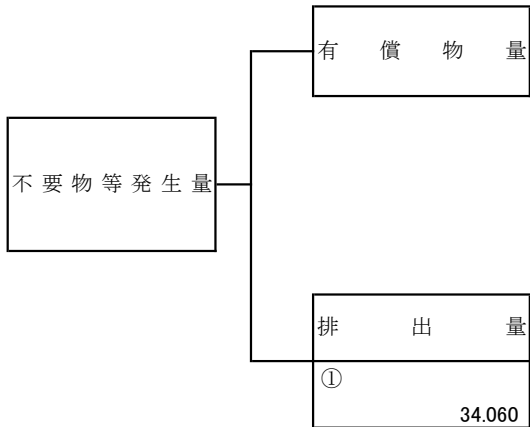 有償物量
不要物等発生量
排出量
①
34.060